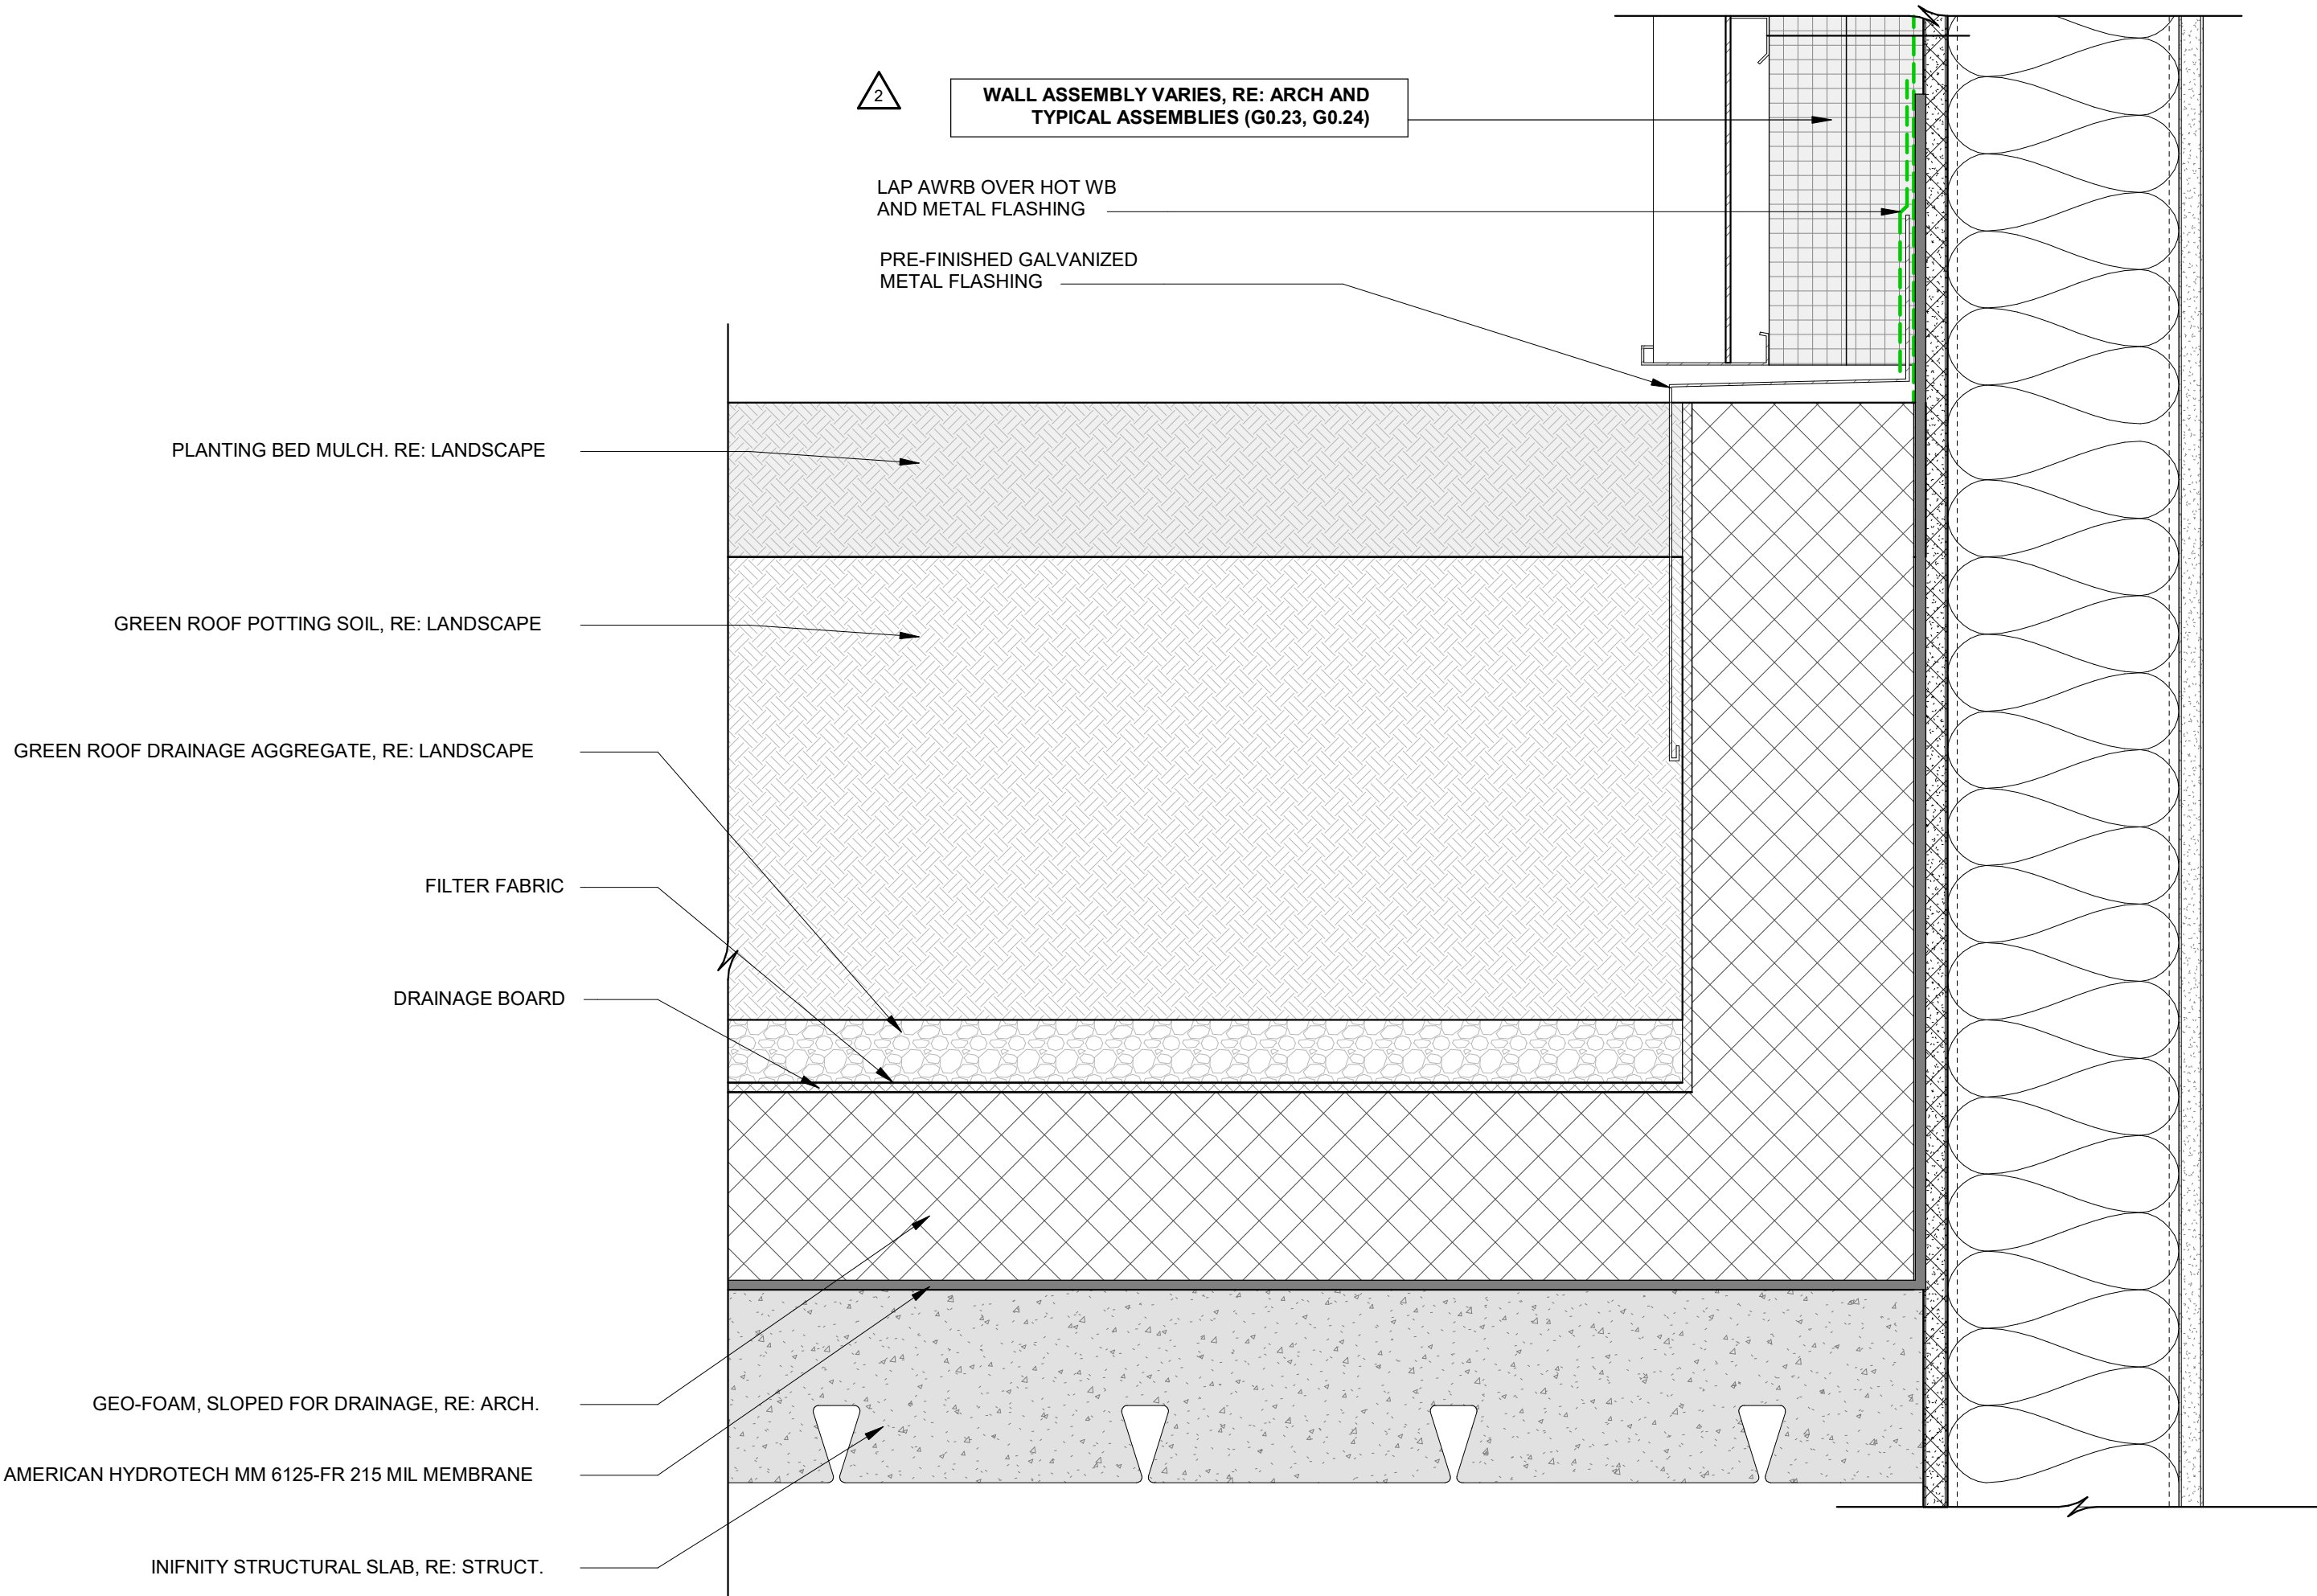 2
WALL ASSEMBLY VARIES, RE: ARCH AND
TYPICAL ASSEMBLIES (G0.23, G0.24)
LAP AWRB OVER HOT WB
AND METAL FLASHING
PRE-FINISHED GALVANIZED
METAL FLASHING
PLANTING BED MULCH. RE: LANDSCAPE
GREEN ROOF POTTING SOIL, RE: LANDSCAPE
GREEN ROOF DRAINAGE AGGREGATE, RE: LANDSCAPE
FILTER FABRIC
DRAINAGE BOARD
GEO-FOAM, SLOPED FOR DRAINAGE, RE: ARCH.
AMERICAN HYDROTECH MM 6125-FR 215 MIL MEMBRANE
INIFNITY STRUCTURAL SLAB, RE: STRUCT.